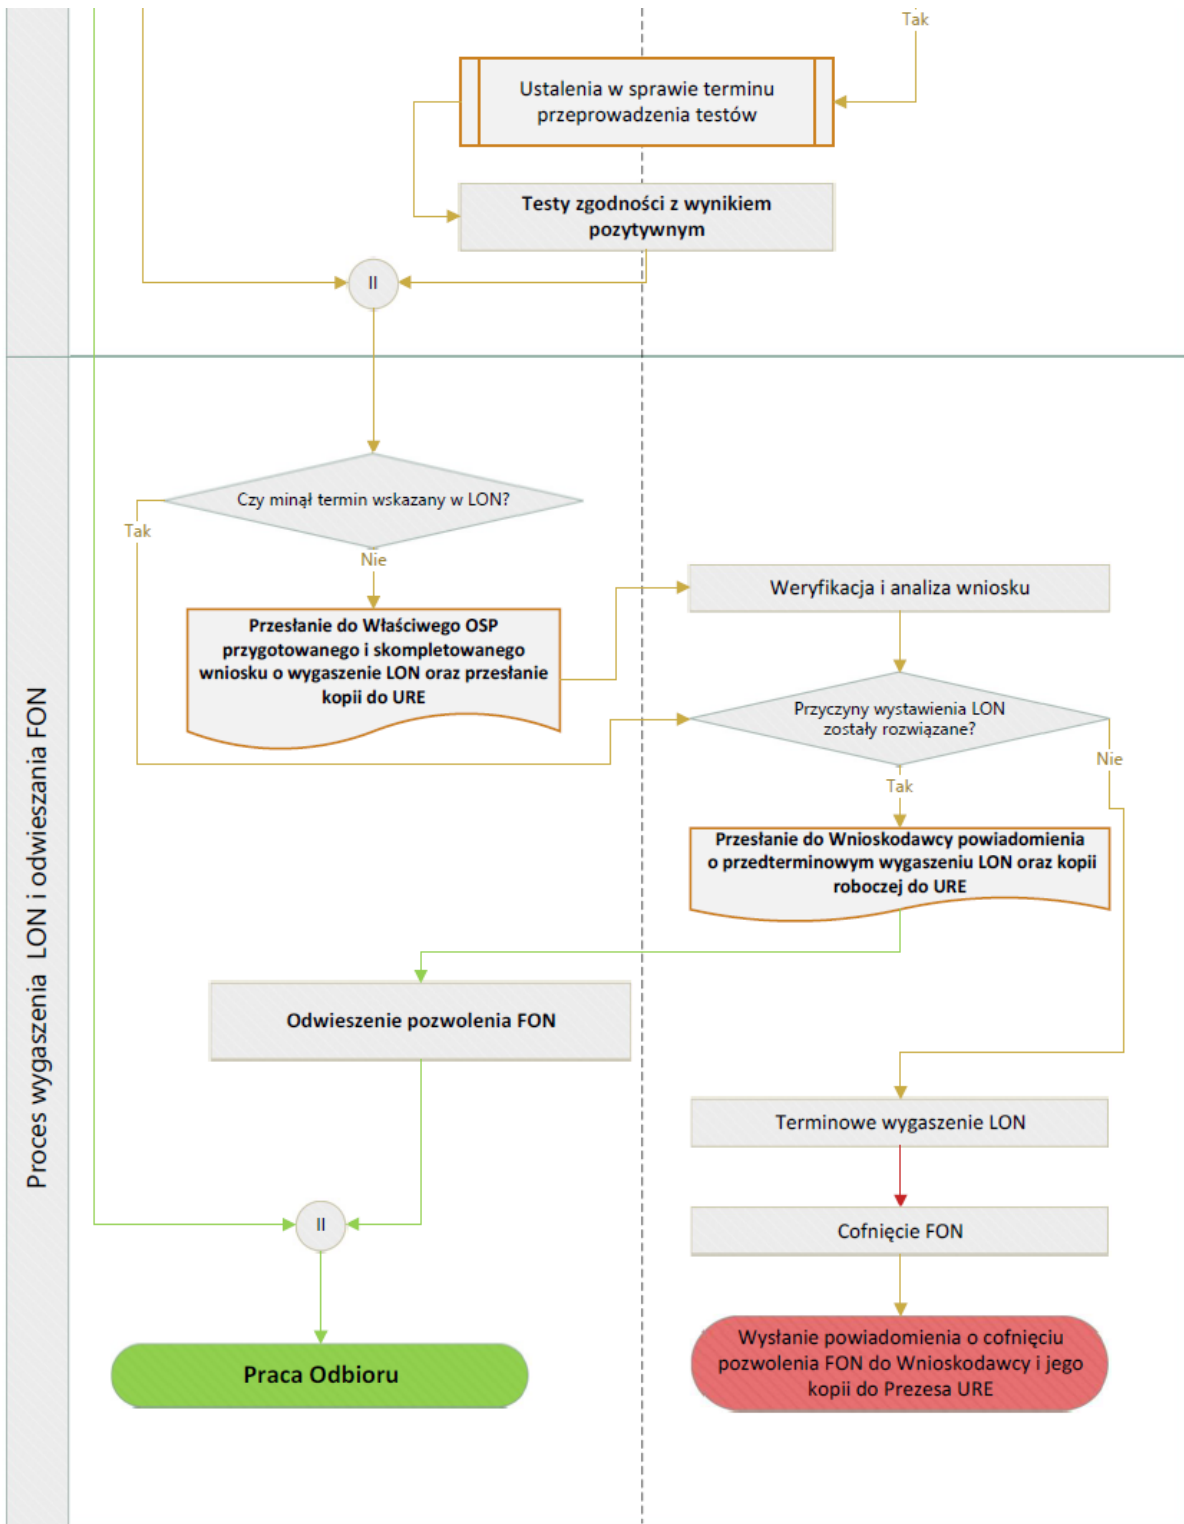 Tak
Ustalenia w sprawie terminu
przeprowadzenia testów
Testy zgodności z wynikiem
pozytywnym
II
Proces wygaszenia LON i odwieszania FON
Czy minął termin wskazany w LON?
Tak
Nie
Weryfikacja i analiza wniosku
Przesłanie do Właściwego OSP
przygotowanego i skompletowanego
wniosku o wygaszenie LON oraz przesłanie
kopii do URE
Przyczyny wystawienia LON
zostały rozwiązane?
Nie
Tak
Przesłanie do Wnioskodawcy powiadomienia
o przedterminowym wygaszeniu LON oraz kopii
roboczej do URE
Odwieszenie pozwolenia FON
Terminowe wygaszenie LON
II
Cofnięcie FON
Praca Odbioru
Wysłanie powiadomienia o cofnięciu
pozwolenia FON do Wnioskodawcy i jego
kopii do Prezesa URE